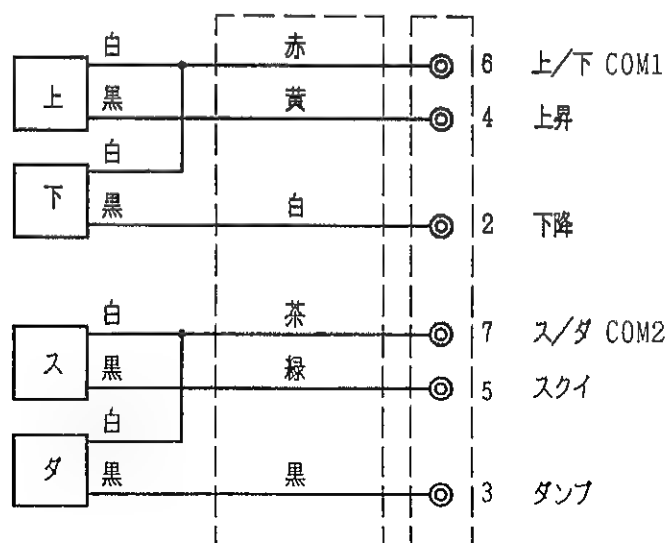 白 赤 6 上/下 COM1
上 黒 黄 4 上昇
白
下 黒 白 2 下降
白 茶 7 ス/ダ COM2
ス 黒 緑 5 スクイ
白
ダ 黒 黒 3 ダンプ